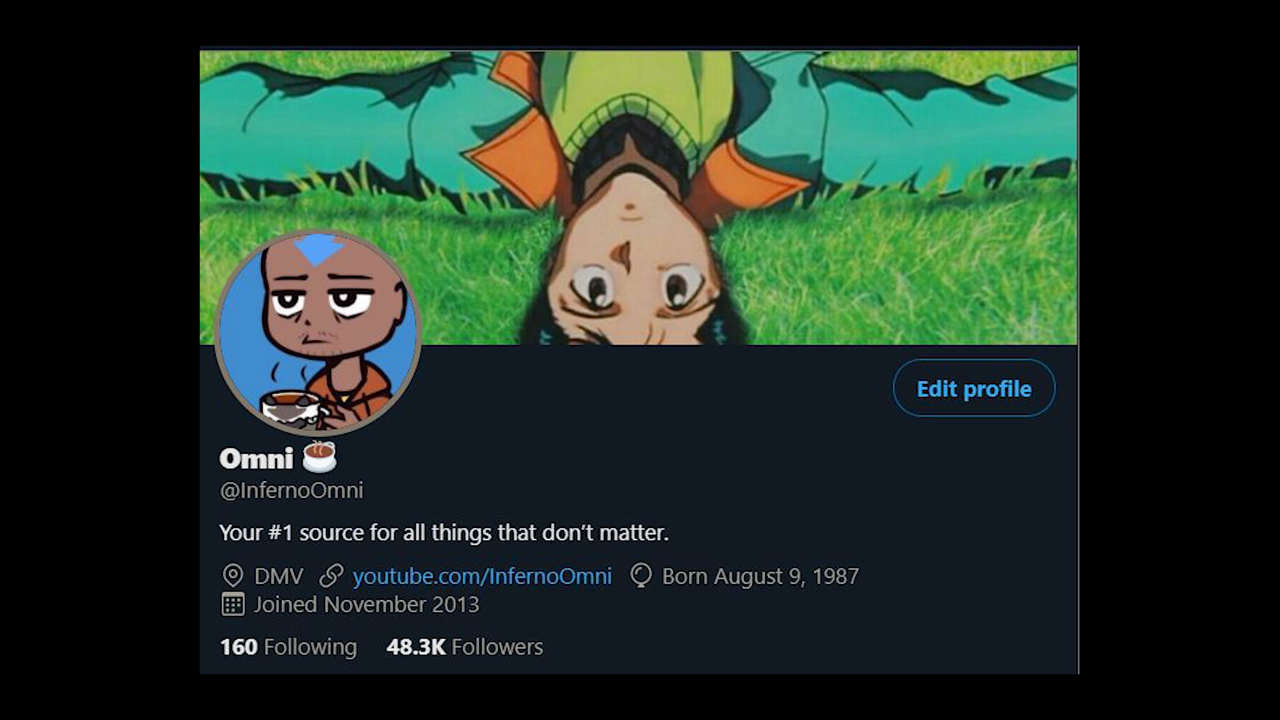 Edit profile
Omni ☕
@InfernoOmni
Your #1 source for all things that don't matter.
DMV youtube.com/InfernoOmni Born August 9, 1987
Joined November 2013
160 Following 48.3K Followers